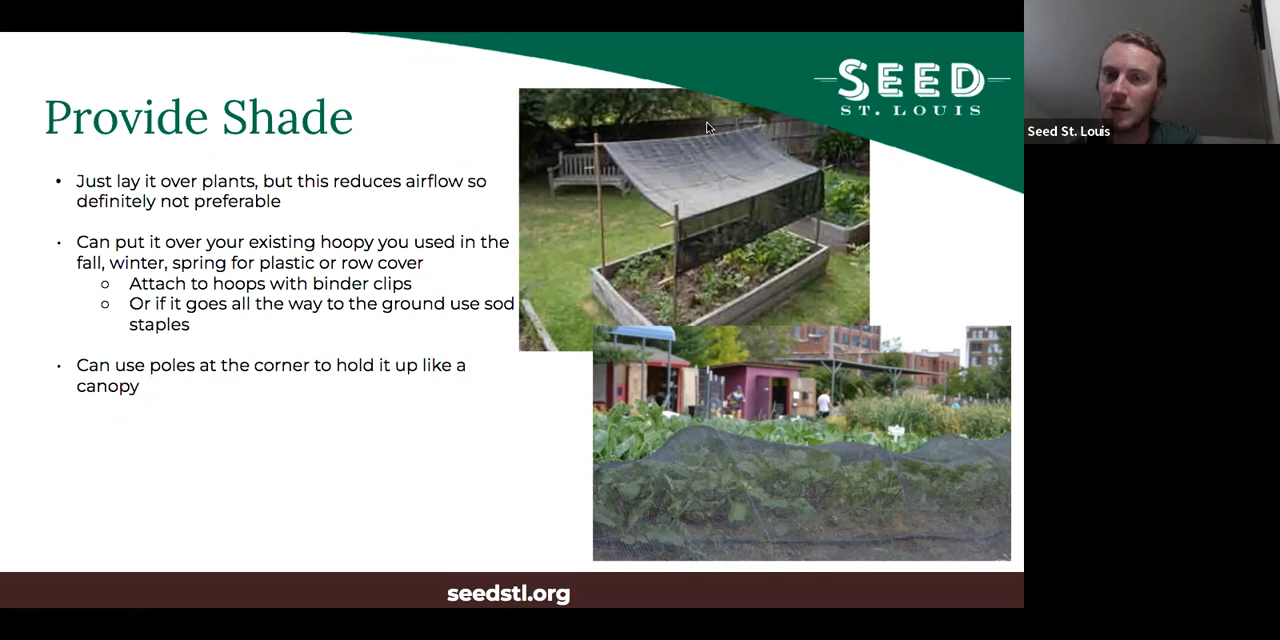 SEED
ST. LOUIS
Seed St. Louis
Provide Shade
• Just lay it over plants, but this reduces airflow so
definitely not preferable
• Can put it over your existing hoopy you used in the
fall, winter, spring for plastic or row cover
○ Attach to hoops with binder clips
○ Or if it goes all the way to the ground use sod
staples
• Can use poles at the corner to hold it up like a
canopy
seedstl.org